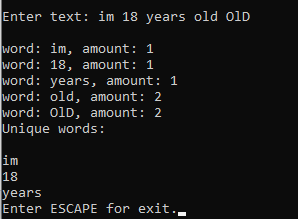 Enter text: im 18 years old OlD
word: im, amount: 1
word: 18, amount: 1
word: years, amount: 1
word: old, amount: 2
word: OlD, amount: 2
Unique words:
im
18
years
Enter ESCAPE for exit.